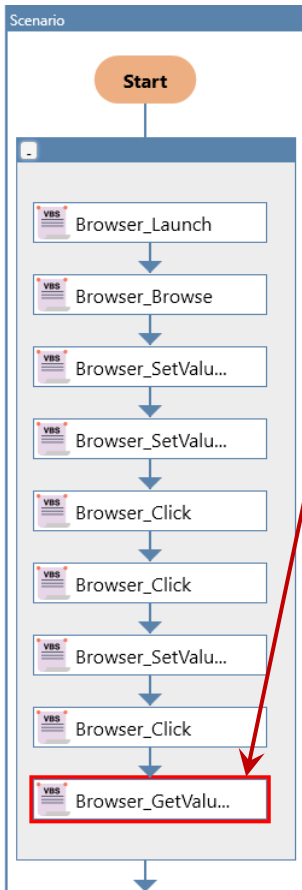 Scenario
Start
-
VBS
Browser_Launch
VBS
Browser_Browse
VBS
Browser_SetValu...
VBS
Browser_SetValu...
VBS
Browser_Click
VBS
Browser_Click
VBS
Browser_SetValu...
VBS
Browser_Click
VBS
Browser_GetValu...